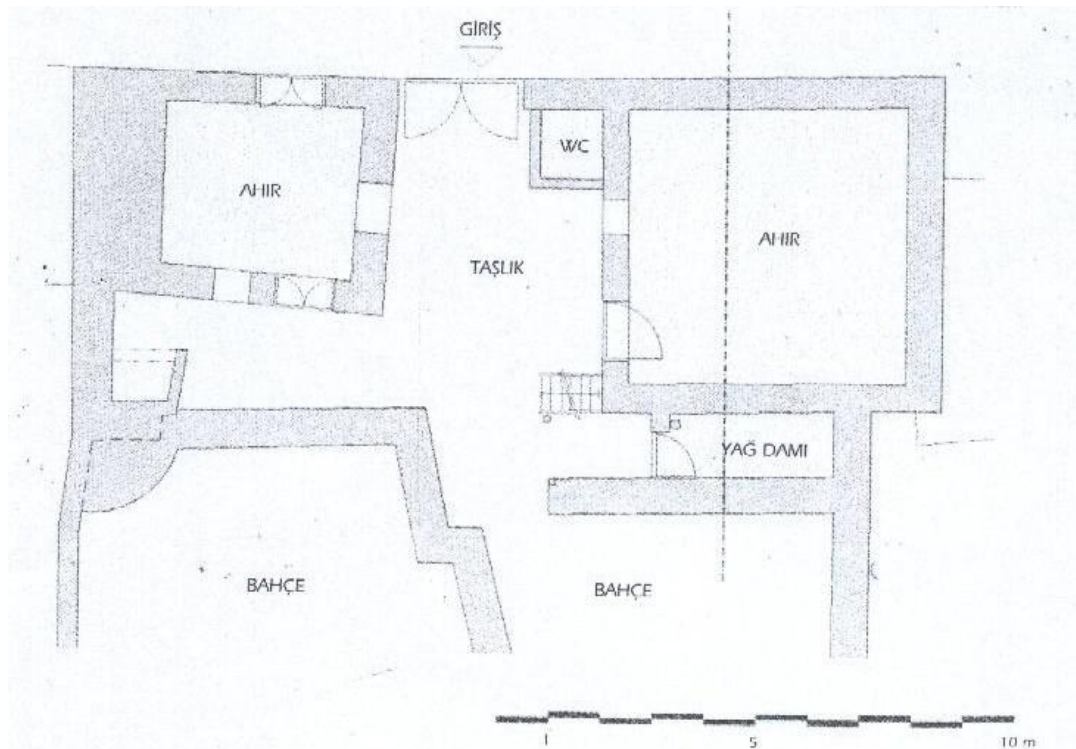 GİRİŞ
WC
AHIR
AHIR
TAŞLIK
YAĞ DAMI
BAHÇE
BAHÇE
1 5 10 m